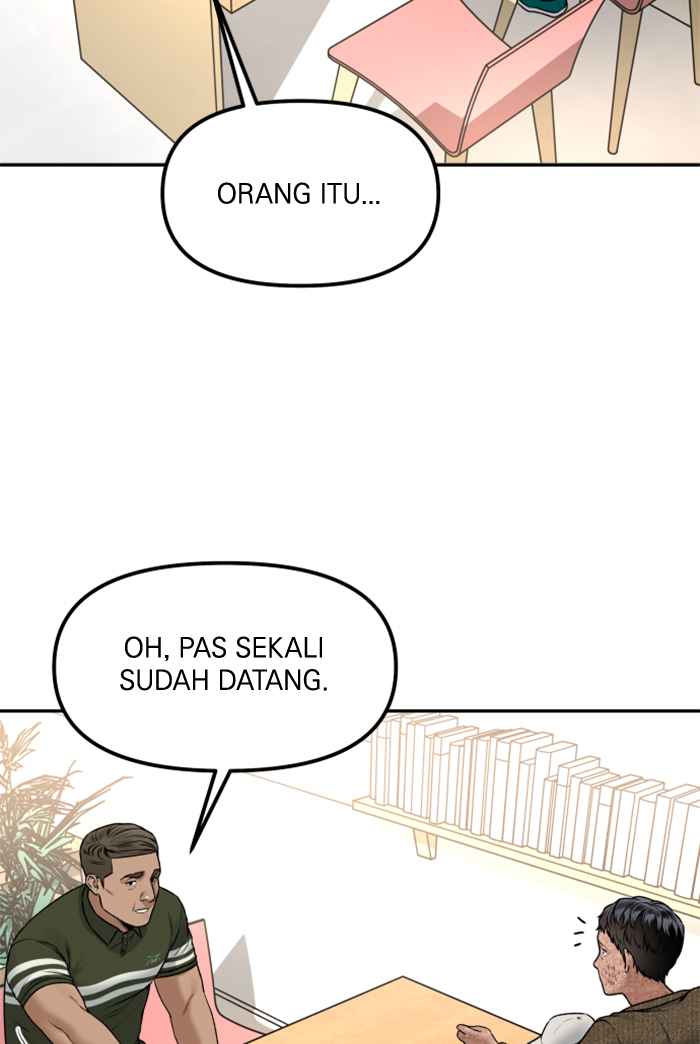 ORANG ITU...
OH, PAS SEKALI
SUDAH DATANG.